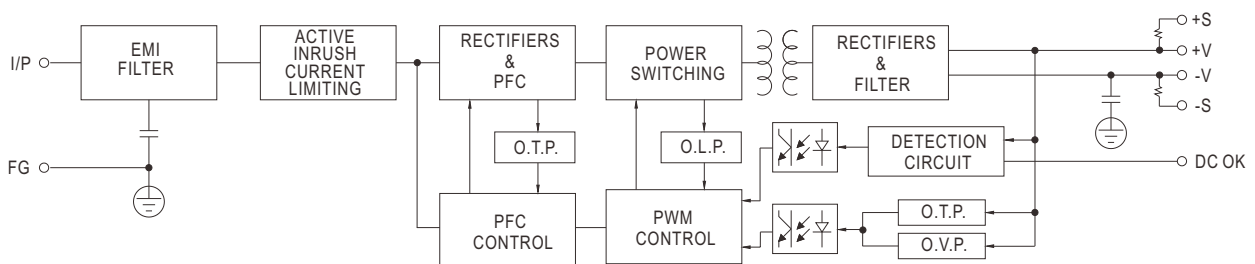 I/P
EMI
FILTER
ACTIVE
INRUSH
CURRENT
LIMITING
RECTIFIERS
&
PFC
POWER
SWITCHING
RECTIFIERS
&
FILTER
+S
+V
-V
-S
FG
O.T.P.
O.L.P.
DETECTION
CIRCUIT
DC OK
PFC
CONTROL
PWM
CONTROL
O.T.P.
O.V.P.